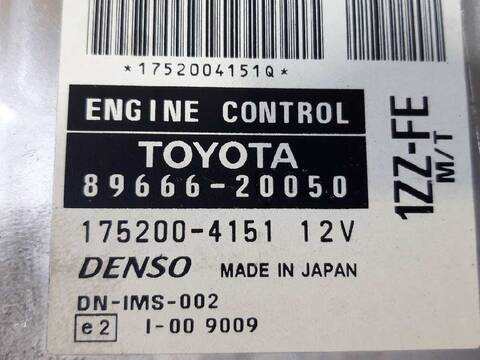 *1752004151Q*
ENGINE CONTROL
TOYOTA
89666-20050
175200-4151 12V
DENSO MADE IN JAPAN
DN-IMS-002
e2 I-00 9009
1ZZ-FE
M/T